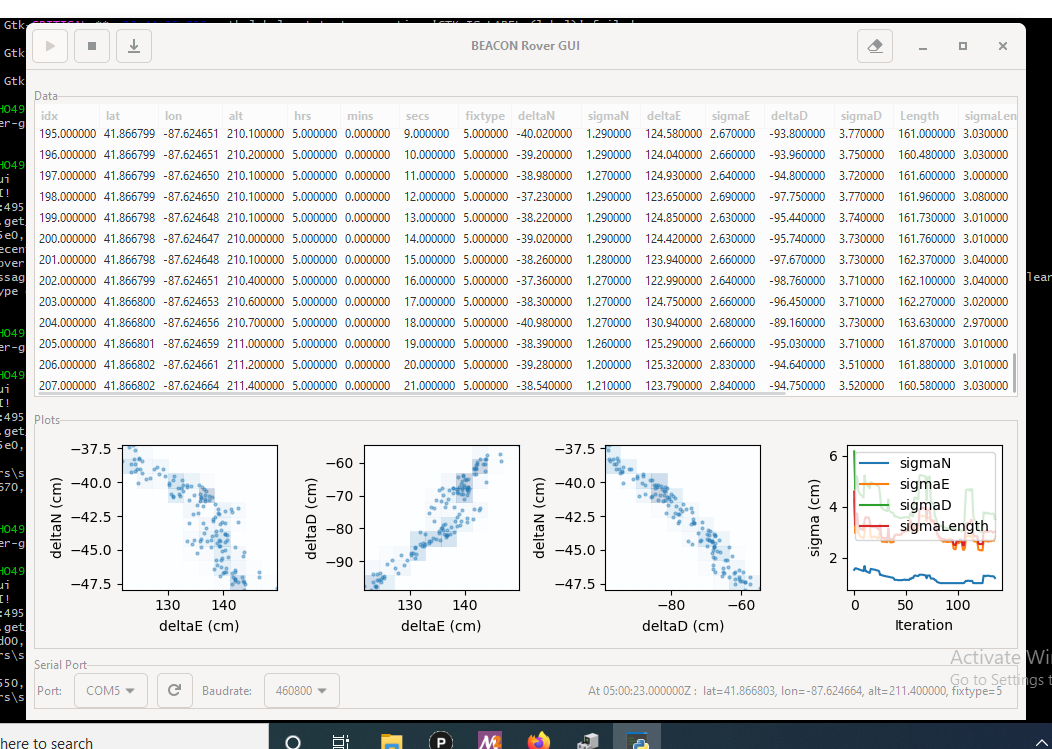 BEACON Rover GUI
Data
idx lat lon alt hrs mins secs fixtype deltaN sigmaN deltaE sigmaE deltaD sigmaD Length sigmaLen
195.000000 41.866799 -87.624651 210.100000 5.000000 0.000000 9.000000 5.000000 -40.020000 1.290000 124.580000 2.670000 -93.800000 3.770000 161.000000 3.030000
196.000000 41.866799 -87.624651 210.200000 5.000000 0.000000 10.000000 5.000000 -39.200000 1.290000 124.040000 2.660000 -93.960000 3.750000 160.480000 3.030000
197.000000 41.866799 -87.624650 210.100000 5.000000 0.000000 11.000000 5.000000 -38.980000 1.270000 124.930000 2.640000 -94.800000 3.720000 161.600000 3.000000
198.000000 41.866799 -87.624650 210.100000 5.000000 0.000000 12.000000 5.000000 -37.230000 1.290000 123.650000 2.690000 -97.750000 3.770000 161.960000 3.080000
199.000000 41.866798 -87.624648 210.100000 5.000000 0.000000 13.000000 5.000000 -38.220000 1.290000 124.850000 2.630000 -95.440000 3.740000 161.730000 3.010000
200.000000 41.866798 -87.624647 210.000000 5.000000 0.000000 14.000000 5.000000 -39.020000 1.290000 124.420000 2.630000 -95.740000 3.730000 161.760000 3.010000
201.000000 41.866798 -87.624648 210.000000 5.000000 0.000000 15.000000 5.000000 -38.260000 1.280000 123.940000 2.660000 -97.670000 3.730000 162.370000 3.040000
202.000000 41.866799 -87.624651 210.400000 5.000000 0.000000 16.000000 5.000000 -37.360000 1.270000 122.990000 2.640000 -98.760000 3.710000 162.100000 3.040000
203.000000 41.866800 -87.624653 210.600000 5.000000 0.000000 17.000000 5.000000 -38.300000 1.270000 124.750000 2.660000 -96.450000 3.710000 162.270000 3.020000
204.000000 41.866800 -87.624656 210.700000 5.000000 0.000000 18.000000 5.000000 -40.980000 1.270000 130.940000 2.680000 -89.160000 3.730000 163.630000 2.970000
205.000000 41.866801 -87.624659 211.000000 5.000000 0.000000 19.000000 5.000000 -38.390000 1.260000 125.290000 2.660000 -95.030000 3.710000 161.870000 3.010000
206.000000 41.866802 -87.624661 211.200000 5.000000 0.000000 20.000000 5.000000 -39.280000 1.200000 125.320000 2.830000 -94.640000 3.510000 161.880000 3.010000
207.000000 41.866802 -87.624664 211.400000 5.000000 0.000000 21.000000 5.000000 -38.540000 1.210000 123.790000 2.840000 -94.750000 3.520000 160.580000 3.030000
Plots
−37.5
−40.0
−42.5
−45.0
−47.5
deltaN (cm)
130 140
deltaE (cm)
−60
−70
−80
−90
deltaD (cm)
130 140
deltaE (cm)
−37.5
−40.0
−42.5
−45.0
−47.5
deltaN (cm)
−80 −60
deltaD (cm)
6
4
2
sigma (cm)
sigmaN
sigmaE
sigmaD
sigmaLength
0 50 100
Iteration
Serial Port
Port: COM5 Baudrate: 460800 At 05:00:23.000000Z : lat=41.866803, lon=-87.624664, alt=211.400000, fixtype=5
Activate Wi
Go to Settings t
here to search